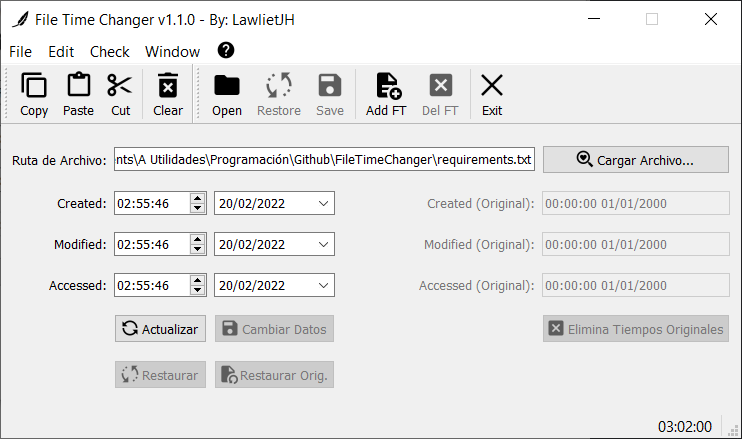 File Time Changer v1.1.0 - By: LawlietJH
File Edit Check Window ?
Copy Paste Cut Clear Open Restore Save Add FT Del FT Exit
Ruta de Archivo: ents\A Utilidades\Programación\Github\FileTimeChanger\requirements.txt Cargar Archivo...
Created: 02:55:46 20/02/2022 Created (Original): 00:00:00 01/01/2000
Modified: 02:55:46 20/02/2022 Modified (Original): 00:00:00 01/01/2000
Accessed: 02:55:46 20/02/2022 Accessed (Original): 00:00:00 01/01/2000
Actualizar Cambiar Datos Elimina Tiempos Originales
Restaurar Restaurar Orig.
03:02:00